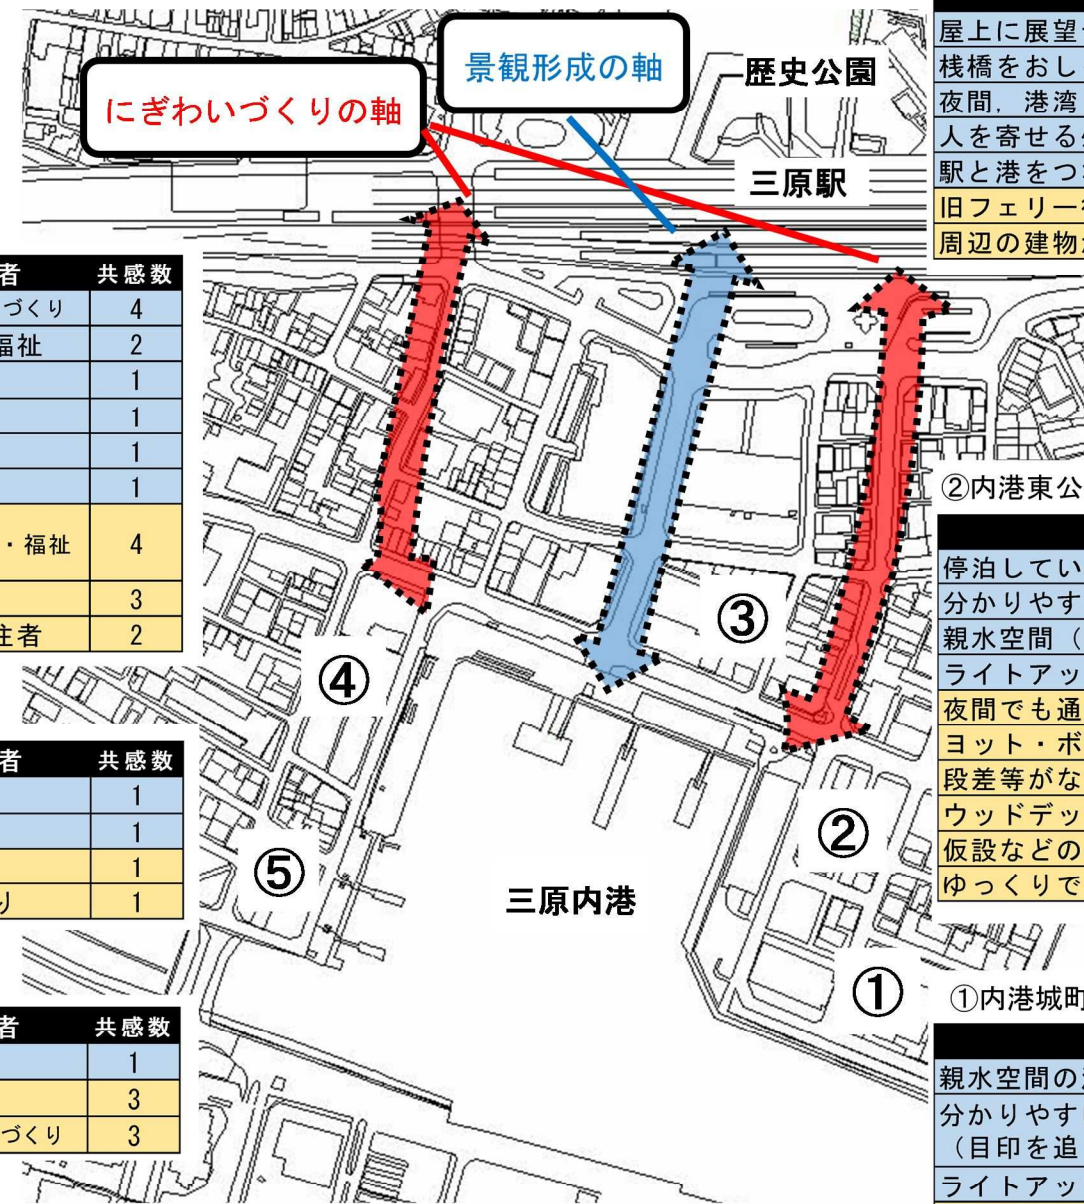 にぎわいづくりの軸
景観形成の軸
歴史公園
三原駅
三原内港
①
②
③
④
⑤
者 共感数
づくり 4
福祉 2
1
1
1
1
・福祉 4
3
住者 2
者 共感数
1
1
1
り 1
者 共感数
1
3
づくり 3
屋上に展望
桟橋をおし
夜間，港湾
人を寄せる
駅と港をつ
旧フェリー
周辺の建物
②内港東公
停泊してい
分かりやす
親水空間（
ライトアッ
夜間でも通
ヨット・ボ
段差等がな
ウッドデッ
仮設などの
ゆっくりで
①内港城町
親水空間の
分かりやす
（目印を追
ライトアッ